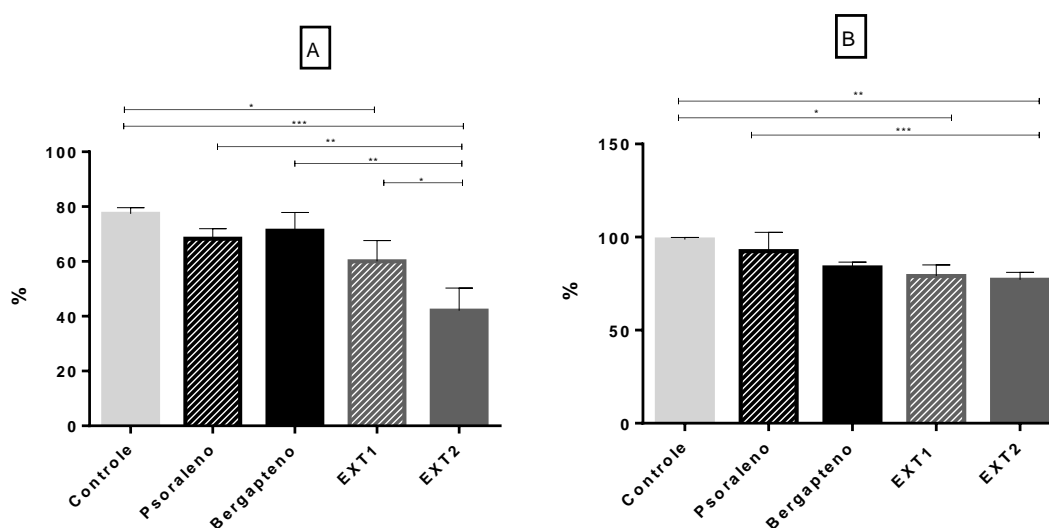 A
*
***
**
**
*
100
80
60
40
20
0
%
Controle
Psoraleno
Bergapteno
EXT1
EXT2
B
**
*
***
150
100
50
0
%
Controle
Psoraleno
Bergapteno
EXT1
EXT2